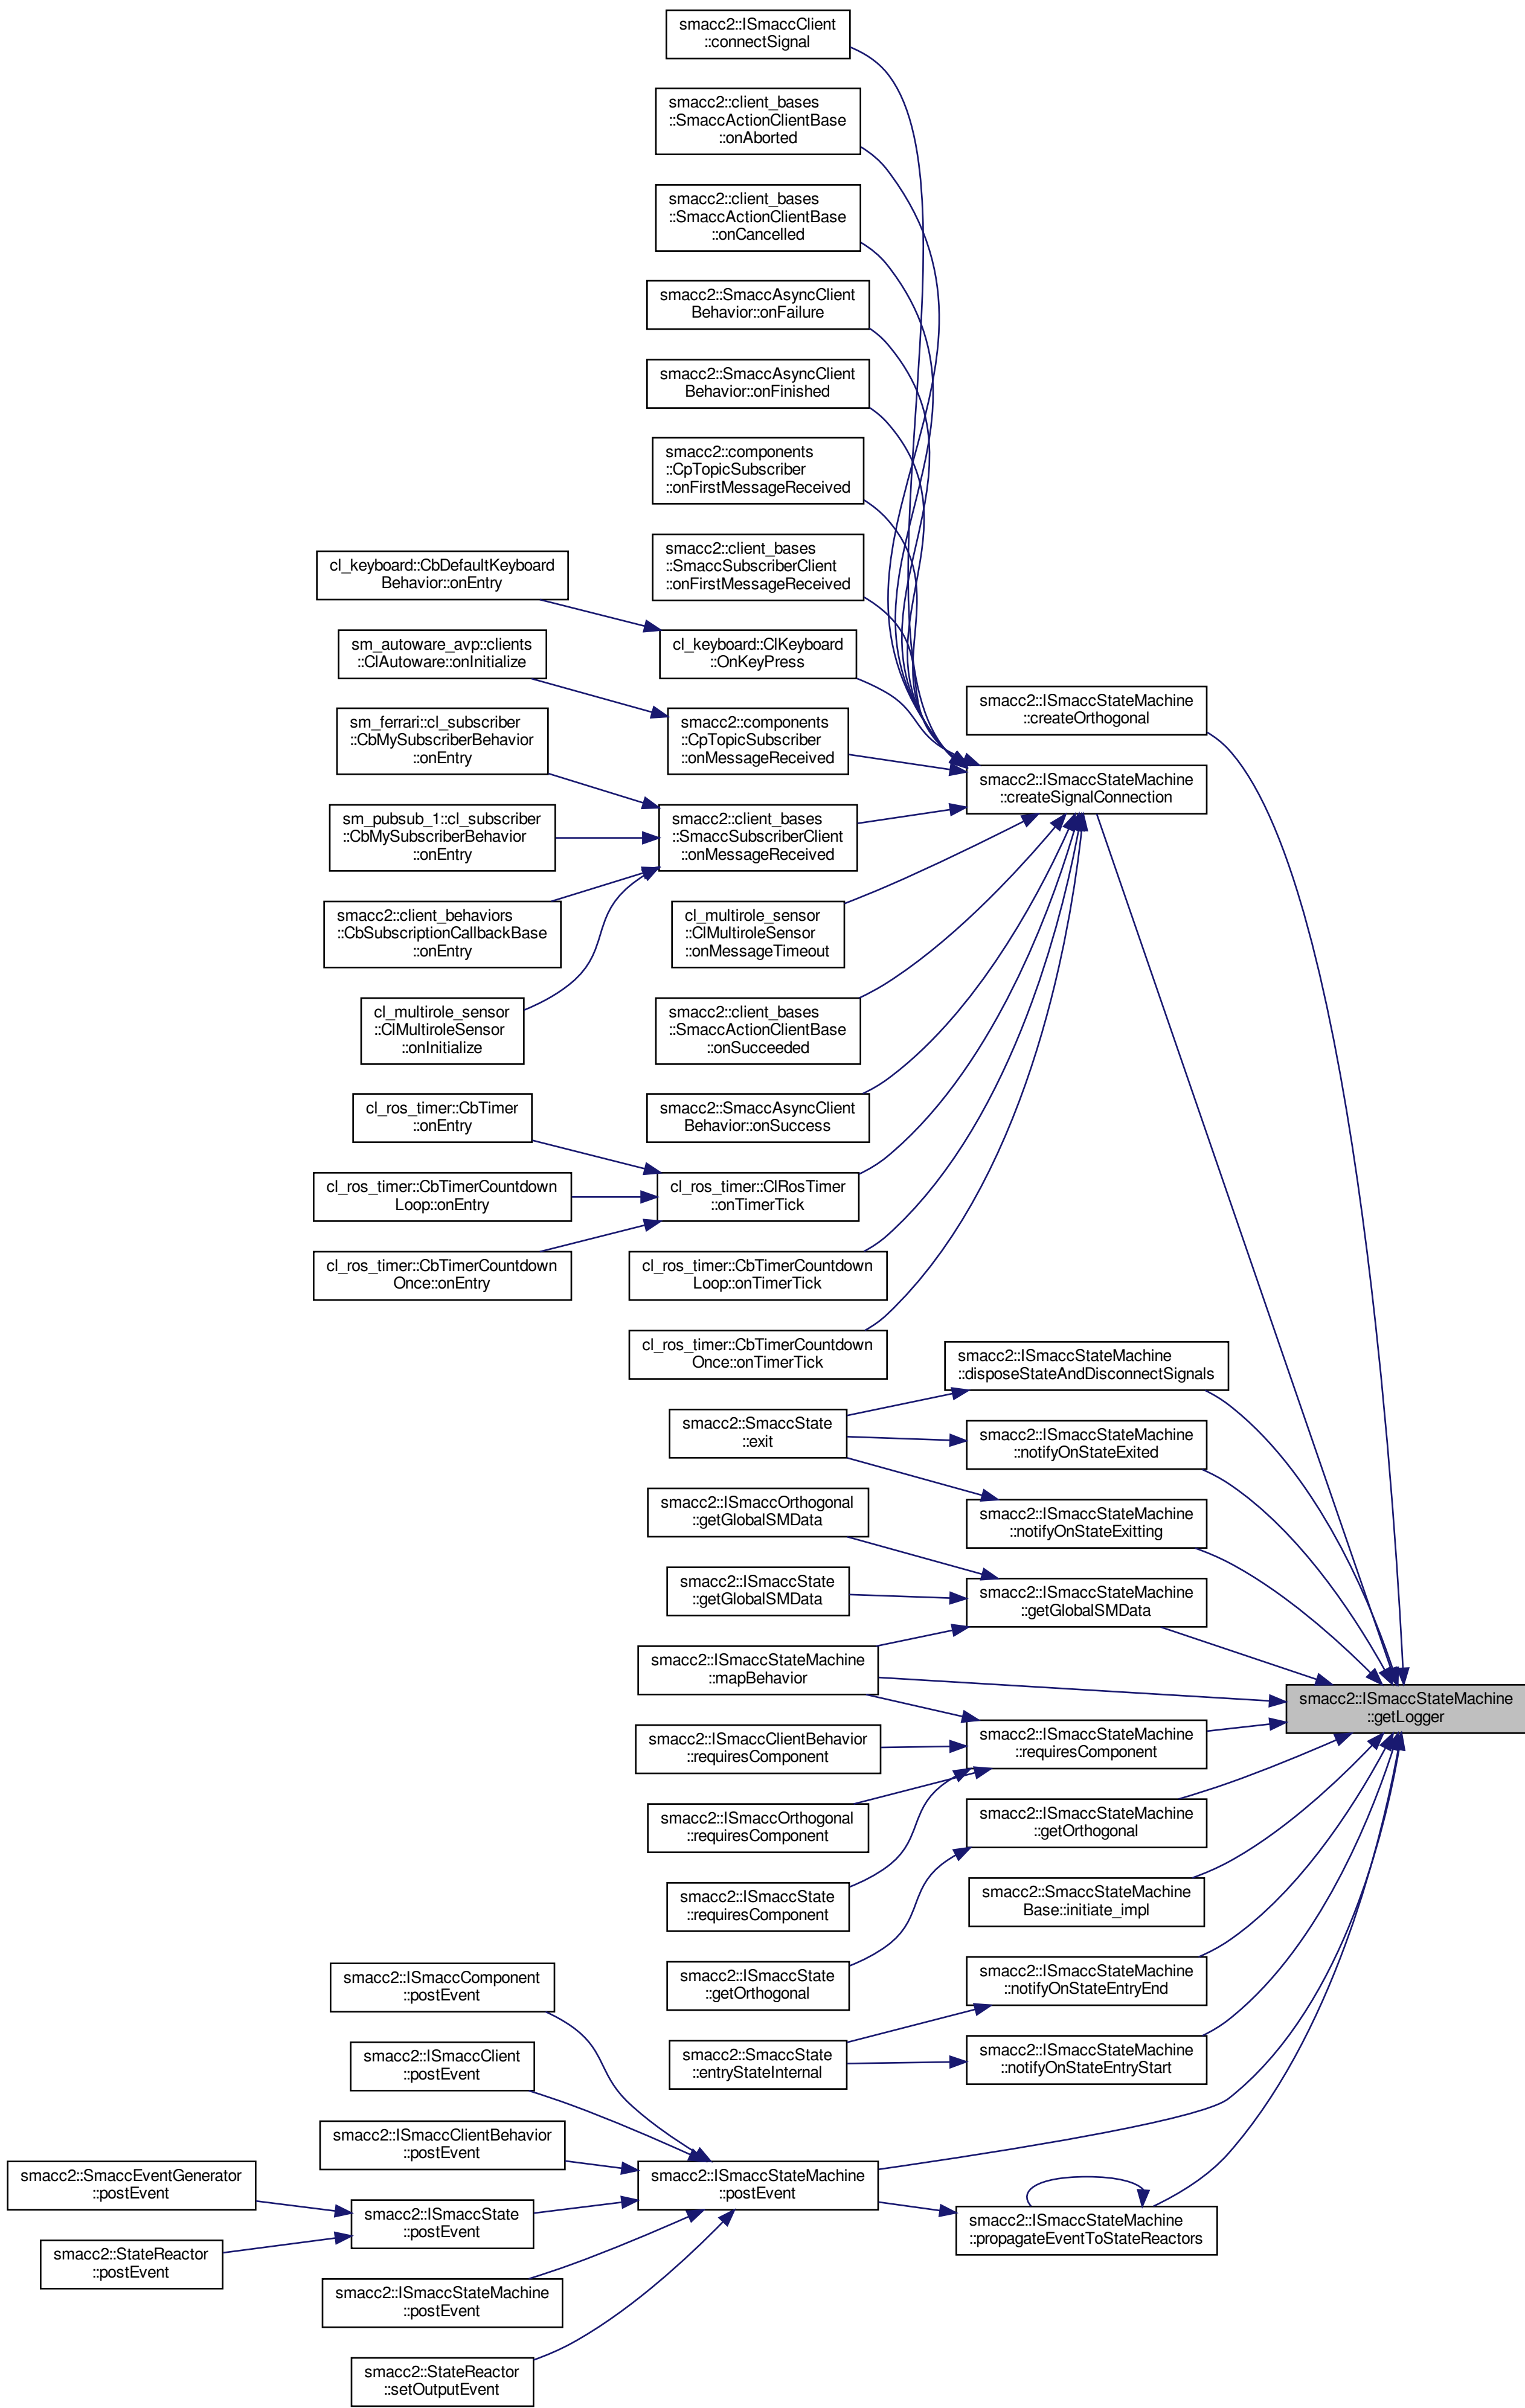 smacc2::ISmaccClient
::connectSignal
smacc2::client_bases
::SmaccActionClientBase
::onAborted
smacc2::client_bases
::SmaccActionClientBase
::onCancelled
smacc2::SmaccAsyncClient
Behavior::onFailure
smacc2::SmaccAsyncClient
Behavior::onFinished
smacc2::components
::CpTopicSubscriber
::onFirstMessageReceived
smacc2::client_bases
::SmaccSubscriberClient
::onFirstMessageReceived
cl_keyboard::CbDefaultKeyboard
Behavior::onEntry
cl_keyboard::ClKeyboard
::OnKeyPress
sm_autoware_avp::clients
::ClAutoware::onInitialize
smacc2::ISmaccStateMachine
::createOrthogonal
sm_ferrari::cl_subscriber
::CbMySubscriberBehavior
::onEntry
smacc2::components
::CpTopicSubscriber
::onMessageReceived
smacc2::ISmaccStateMachine
::createSignalConnection
sm_pubsub_1::cl_subscriber
::CbMySubscriberBehavior
::onEntry
smacc2::client_bases
::SmaccSubscriberClient
::onMessageReceived
smacc2::client_behaviors
::CbSubscriptionCallbackBase
::onEntry
cl_multirole_sensor
::ClMultiroleSensor
::onMessageTimeout
cl_multirole_sensor
::ClMultiroleSensor
::onInitialize
smacc2::client_bases
::SmaccActionClientBase
::onSucceeded
cl_ros_timer::CbTimer
::onEntry
smacc2::SmaccAsyncClient
Behavior::onSuccess
cl_ros_timer::CbTimerCountdown
Loop::onEntry
cl_ros_timer::ClRosTimer
::onTimerTick
cl_ros_timer::CbTimerCountdown
Once::onEntry
cl_ros_timer::CbTimerCountdown
Loop::onTimerTick
cl_ros_timer::CbTimerCountdown
Once::onTimerTick
smacc2::ISmaccStateMachine
::disposeStateAndDisconnectSignals
smacc2::SmaccState
::exit
smacc2::ISmaccStateMachine
::notifyOnStateExited
smacc2::ISmaccOrthogonal
::getGlobalSMData
smacc2::ISmaccStateMachine
::notifyOnStateExitting
smacc2::ISmaccState
::getGlobalSMData
smacc2::ISmaccStateMachine
::getGlobalSMData
smacc2::ISmaccStateMachine
::mapBehavior
smacc2::ISmaccStateMachine
::getLogger
smacc2::ISmaccClientBehavior
::requiresComponent
smacc2::ISmaccStateMachine
::requiresComponent
smacc2::ISmaccOrthogonal
::requiresComponent
smacc2::ISmaccStateMachine
::getOrthogonal
smacc2::ISmaccState
::requiresComponent
smacc2::SmaccStateMachine
Base::initiate_impl
smacc2::ISmaccState
::getOrthogonal
smacc2::ISmaccStateMachine
::notifyOnStateEntryEnd
smacc2::ISmaccComponent
::postEvent
smacc2::SmaccState
::entryStateInternal
smacc2::ISmaccStateMachine
::notifyOnStateEntryStart
smacc2::ISmaccClient
::postEvent
smacc2::ISmaccClientBehavior
::postEvent
smacc2::SmaccEventGenerator
::postEvent
smacc2::ISmaccStateMachine
::postEvent
smacc2::ISmaccState
::postEvent
smacc2::ISmaccStateMachine
::propagateEventToStateReactors
smacc2::StateReactor
::postEvent
smacc2::ISmaccStateMachine
::postEvent
smacc2::StateReactor
::setOutputEvent